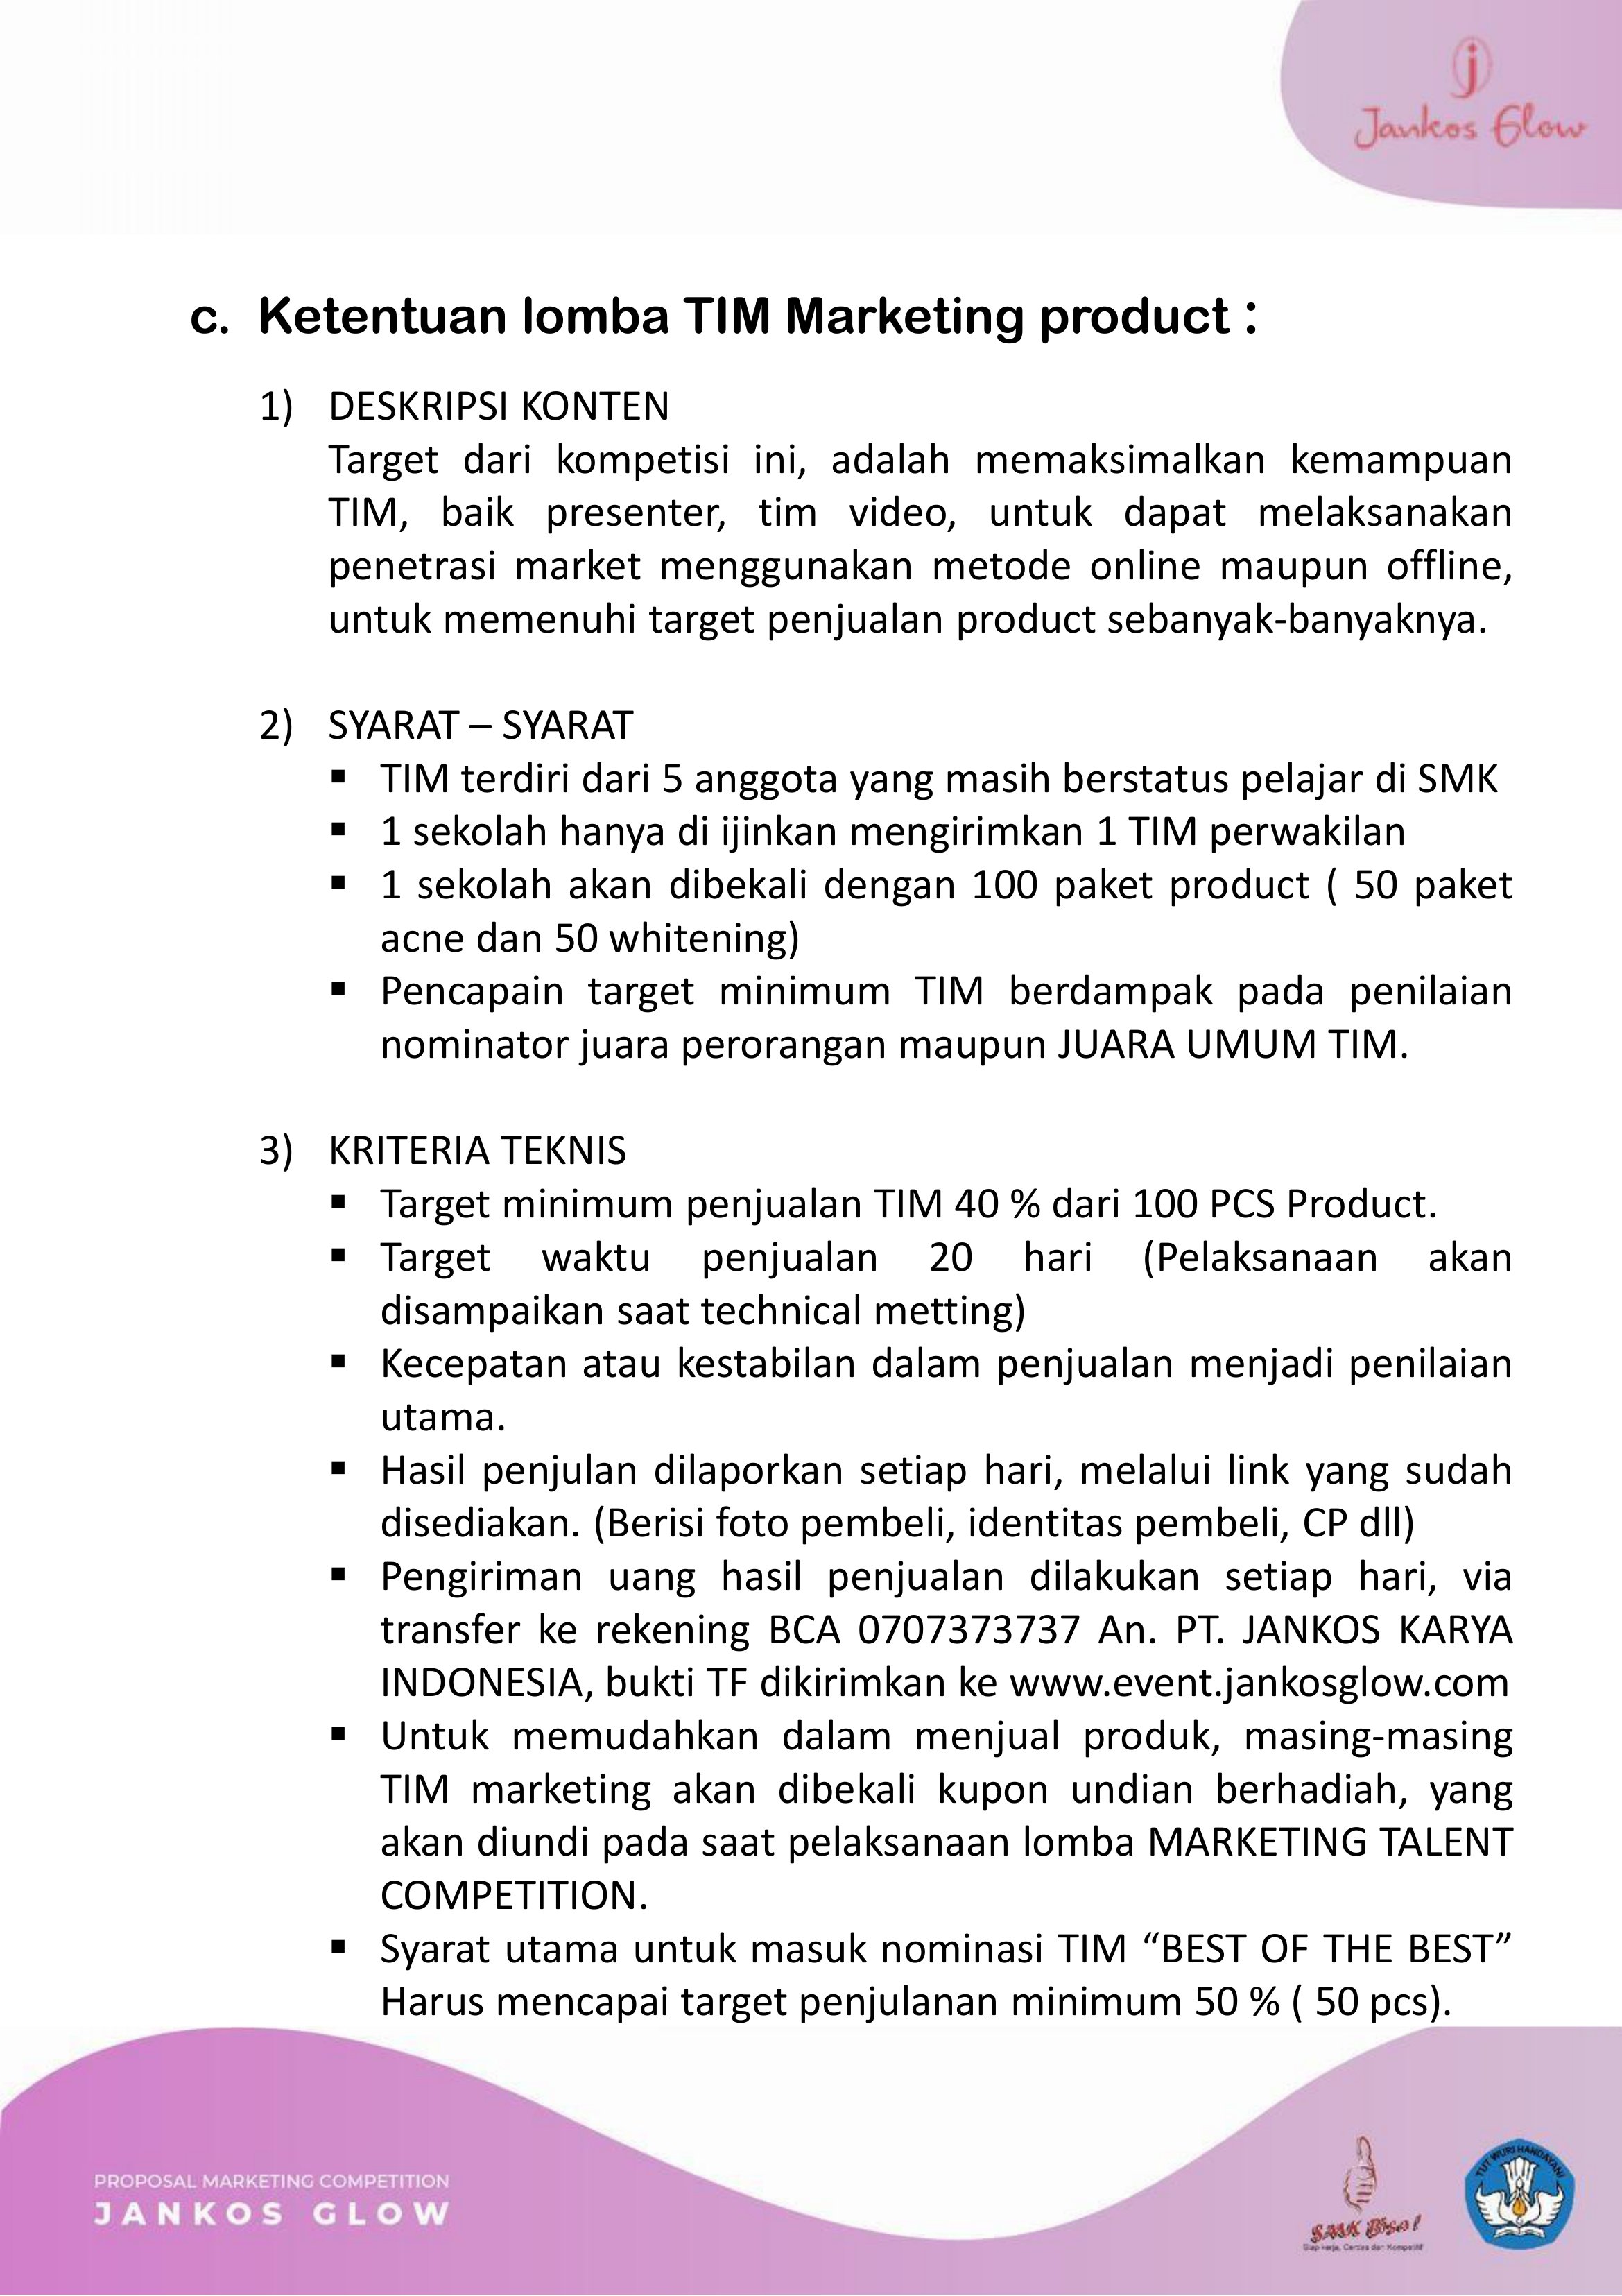 Jankos Glow
c. Ketentuan lomba TIM Marketing product :
1) DESKRIPSI KONTEN
Target dari kompetisi ini, adalah memaksimalkan kemampuan
TIM, baik presenter, tim video, untuk dapat melaksanakan
penetrasi market menggunakan metode online maupun offline,
untuk memenuhi target penjualan product sebanyak-banyaknya.
2) SYARAT – SYARAT
▪ TIM terdiri dari 5 anggota yang masih berstatus pelajar di SMK
▪ 1 sekolah hanya di ijinkan mengirimkan 1 TIM perwakilan
▪ 1 sekolah akan dibekali dengan 100 paket product ( 50 paket
acne dan 50 whitening)
▪ Pencapain target minimum TIM berdampak pada penilaian
nominator juara perorangan maupun JUARA UMUM TIM.
3) KRITERIA TEKNIS
▪ Target minimum penjualan TIM 40 % dari 100 PCS Product.
▪ Target waktu penjualan 20 hari (Pelaksanaan akan
disampaikan saat technical metting)
▪ Kecepatan atau kestabilan dalam penjualan menjadi penilaian
utama.
▪ Hasil penjulan dilaporkan setiap hari, melalui link yang sudah
disediakan. (Berisi foto pembeli, identitas pembeli, CP dll)
▪ Pengiriman uang hasil penjualan dilakukan setiap hari, via
transfer ke rekening BCA 0707373737 An. PT. JANKOS KARYA
INDONESIA, bukti TF dikirimkan ke www.event.jankosglow.com
▪ Untuk memudahkan dalam menjual produk, masing-masing
TIM marketing akan dibekali kupon undian berhadiah, yang
akan diundi pada saat pelaksanaan lomba MARKETING TALENT
COMPETITION.
▪ Syarat utama untuk masuk nominasi TIM “BEST OF THE BEST”
Harus mencapai target penjulanan minimum 50 % ( 50 pcs).
PROPOSAL MARKETING COMPETITION
JANKOS GLOW
SMK Bisa!
Siap kerja, Cerdas dan Kompetitif
TUT WURI HANDAYANI